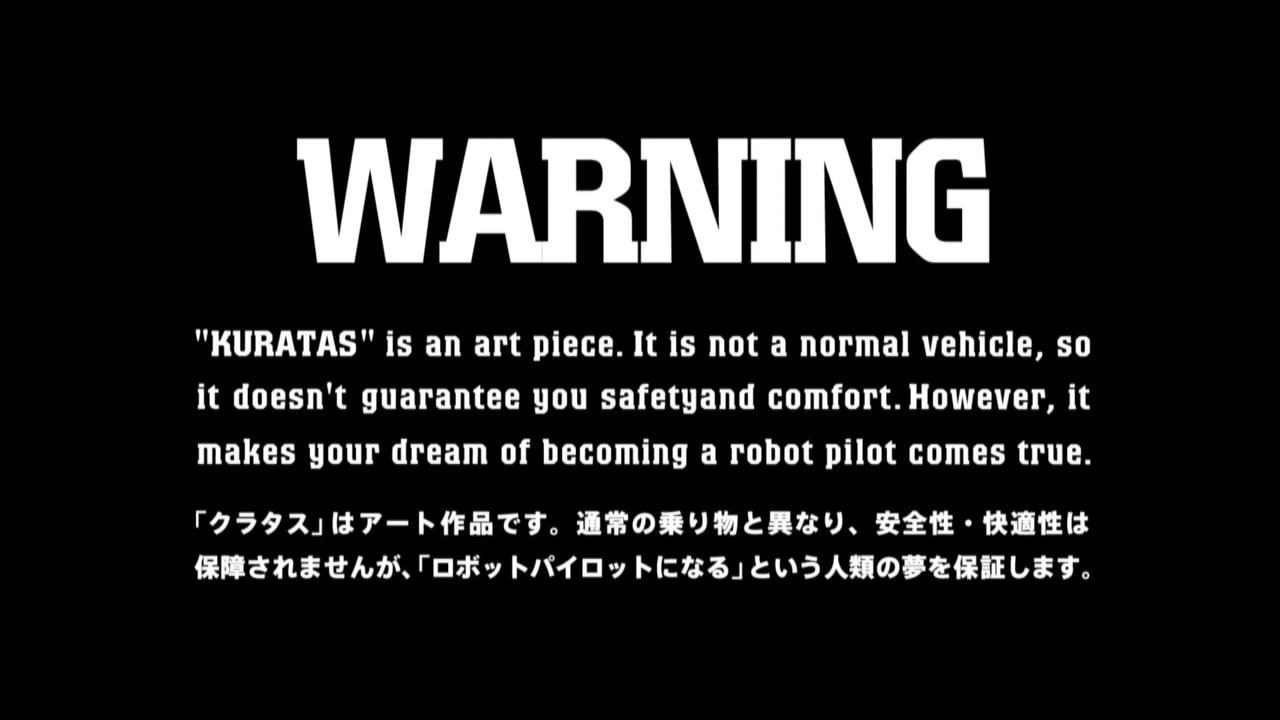 WARNING
"KURATAS" is an art piece. It is not a normal vehicle, so
it doesn't guarantee you safetyand comfort. However, it
makes your dream of becoming a robot pilot comes true.
「クラタス」はアート作品です。通常の乗り物と異なり、安全性・快適性は
保障されませんが、「ロボットパイロットになる」という人類の夢を保証します。